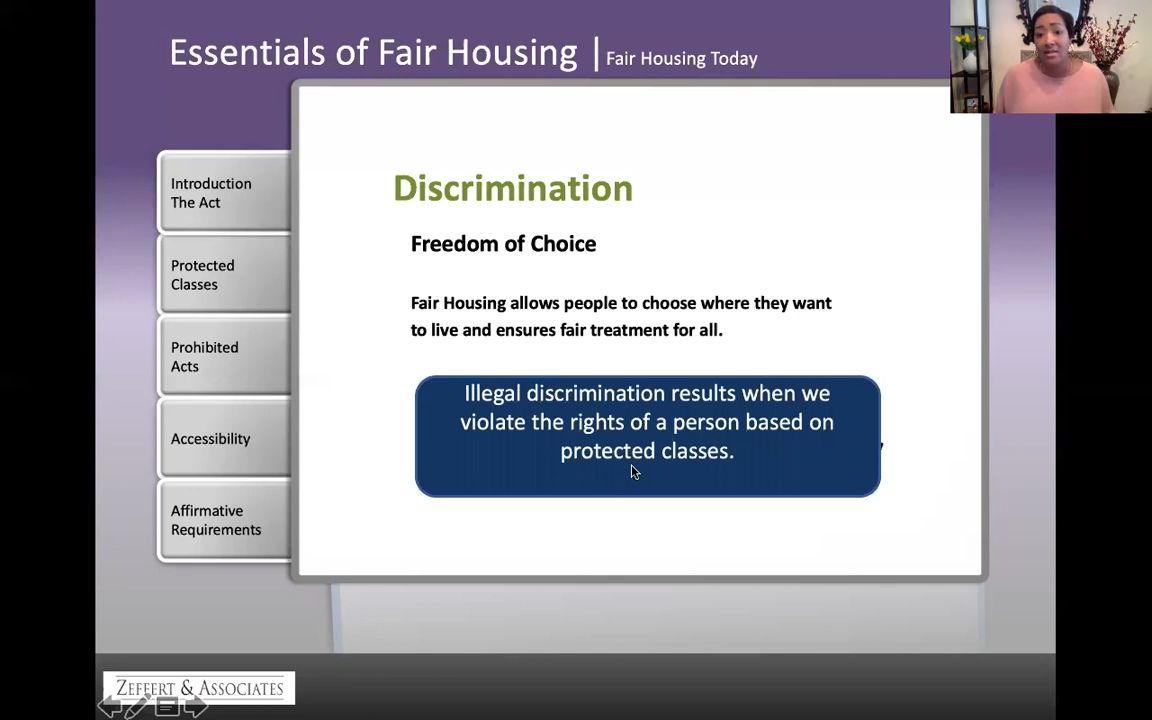 Essentials of Fair Housing | Fair Housing Today
Introduction
The Act
Protected
Classes
Prohibited
Acts
Accessibility
Affirmative
Requirements
Discrimination
Freedom of Choice
Fair Housing allows people to choose where they want
to live and ensures fair treatment for all.
Illegal discrimination results when we
violate the rights of a person based on
protected classes.
ZEFFERT & ASSOCIATES